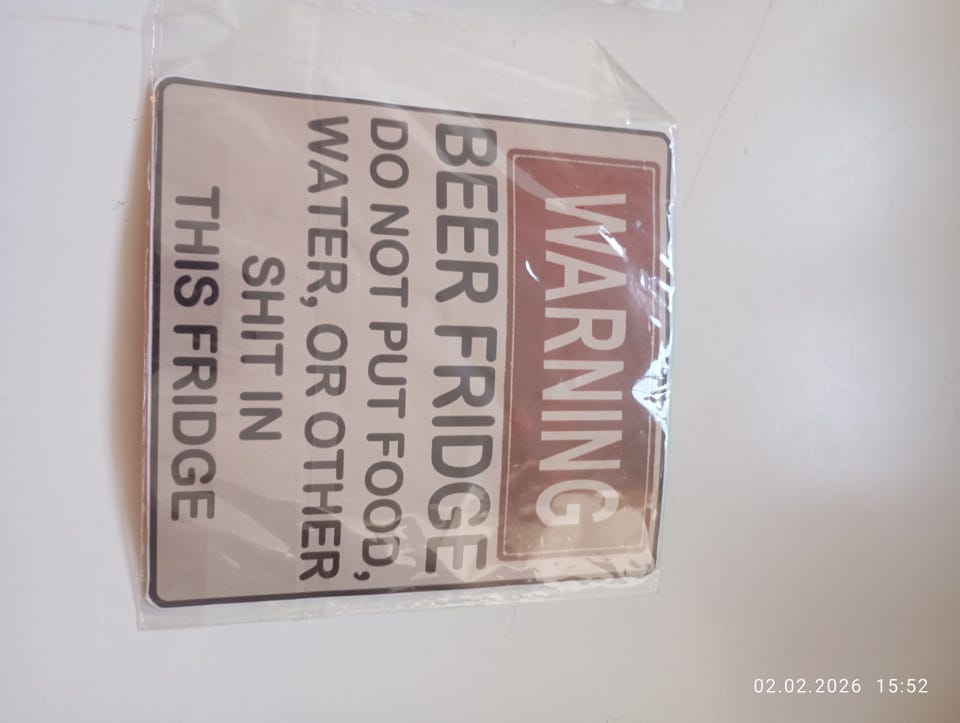 WARNING
BEER FRIDGE
DO NOT PUT FOOD,
WATER, OR OTHER
SHIT IN
THIS FRIDGE
02.02.2026 15:52